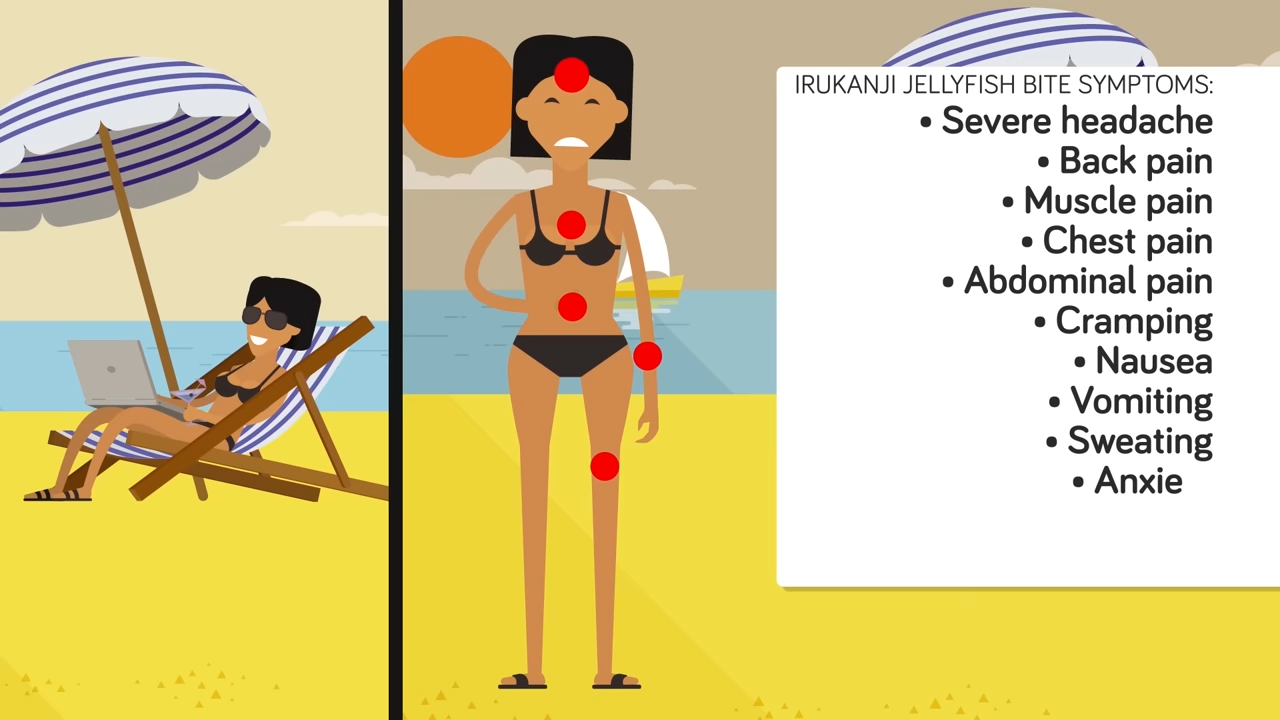 IRUKANJI JELLYFISH BITE SYMPTOMS:
• Severe headache
• Back pain
• Muscle pain
• Chest pain
• Abdominal pain
• Cramping
• Nausea
• Vomiting
• Sweating
• Anxie